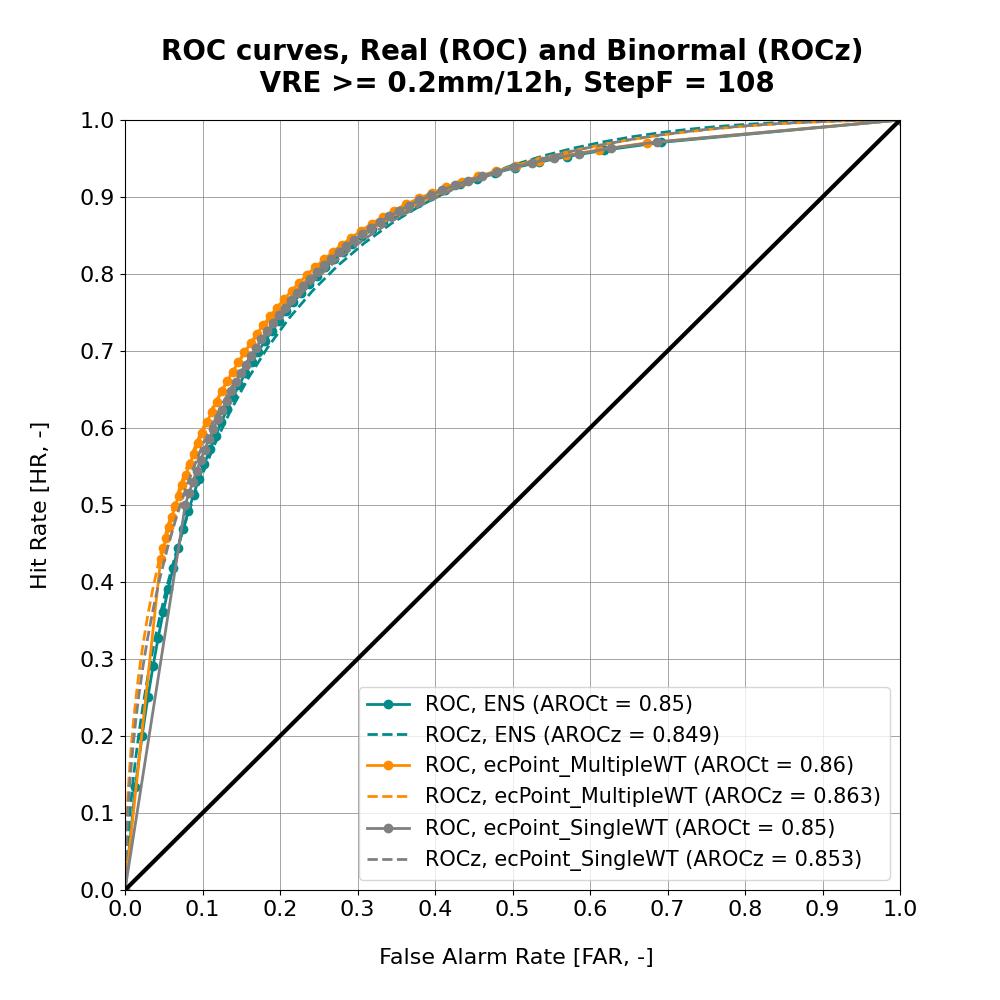 ROC curves, Real (ROC) and Binormal (ROCz)
VRE >= 0.2mm/12h, StepF = 108
1.0
0.9
0.8
0.7
0.6
0.5
0.4
0.3
0.2
0.1
0.0
Hit Rate [HR, -]
ROC, ENS (AROCt = 0.85)
ROCz, ENS (AROCz = 0.849)
ROC, ecPoint_MultipleWT (AROCt = 0.86)
ROCz, ecPoint_MultipleWT (AROCz = 0.863)
ROC, ecPoint_SingleWT (AROCt = 0.85)
ROCz, ecPoint_SingleWT (AROCz = 0.853)
0.0 0.1 0.2 0.3 0.4 0.5 0.6 0.7 0.8 0.9 1.0
False Alarm Rate [FAR, -]